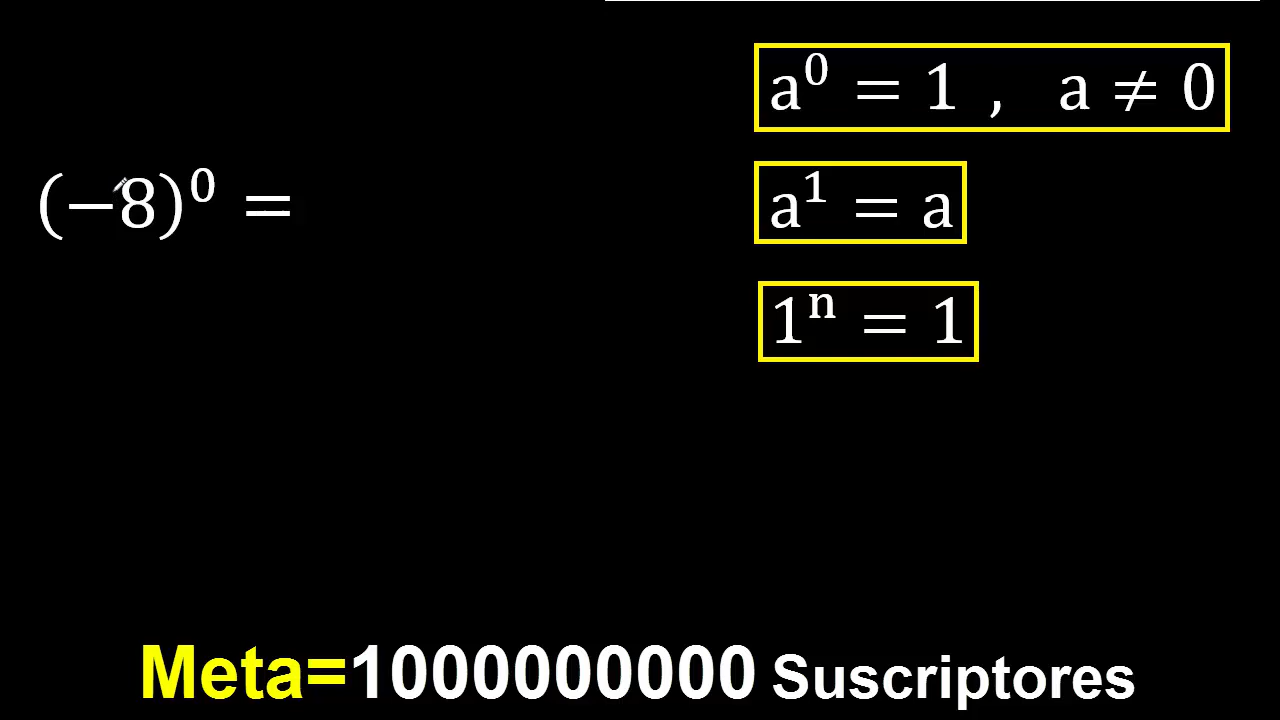 a⁰ = 1 , a ≠ 0
(−8)⁰ =
a¹ = a
1ⁿ = 1
Meta=1000000000 Suscriptores